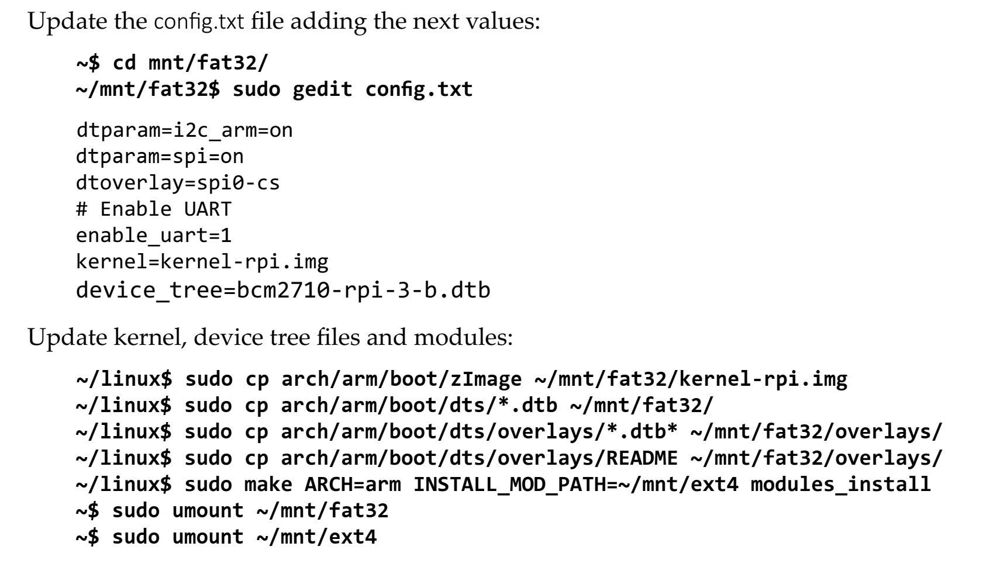 Update the config.txt file adding the next values:
~$ cd mnt/fat32/
~/mnt/fat32$ sudo gedit config.txt
dtparam=i2c_arm=on
dtparam=spi=on
dtoverlay=spi0-cs
# Enable UART
enable_uart=1
kernel=kernel-rpi.img
device_tree=bcm2710-rpi-3-b.dtb
Update kernel, device tree files and modules:
~/linux$ sudo cp arch/arm/boot/zImage ~/mnt/fat32/kernel-rpi.img
~/linux$ sudo cp arch/arm/boot/dts/*.dtb ~/mnt/fat32/
~/linux$ sudo cp arch/arm/boot/dts/overlays/*.dtb* ~/mnt/fat32/overlays/
~/linux$ sudo cp arch/arm/boot/dts/overlays/README ~/mnt/fat32/overlays/
~/linux$ sudo make ARCH=arm INSTALL_MOD_PATH=~/mnt/ext4 modules_install
~$ sudo umount ~/mnt/fat32
~$ sudo umount ~/mnt/ext4